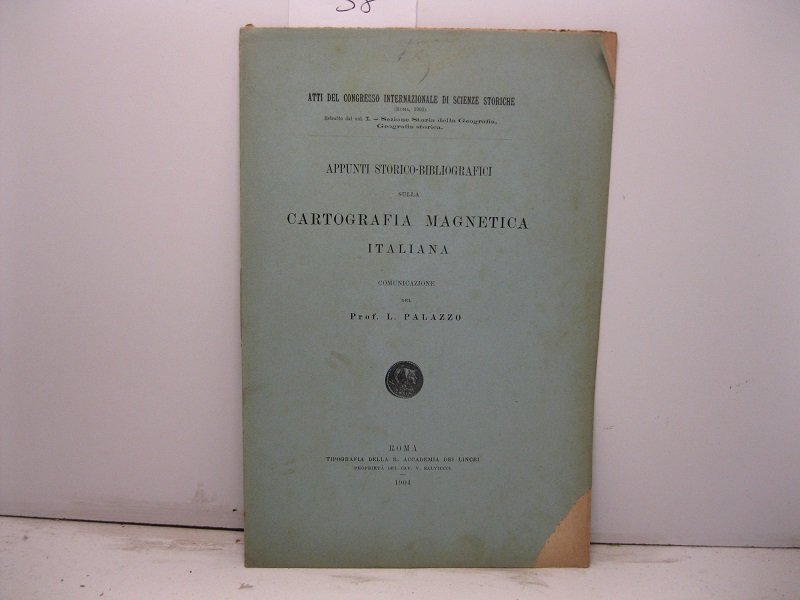 58
ATTI DEL CONGRESSO INTERNAZIONALE DI SCIENZE STORICHE
(ROMA, 1903)
Estratto dal vol. X. — Sezione Storia della Geografia,
Geografia storica.
APPUNTI STORICO-BIBLIOGRAFICI
SULLA
CARTOGRAFIA MAGNETICA
ITALIANA
COMUNICAZIONE
DEL
Prof. L. PALAZZO
ROMA
TIPOGRAFIA DELLA R. ACCADEMIA DEI LINCEI
PROPRIETÀ DEL CAV. V. SALVIUCCI
1904